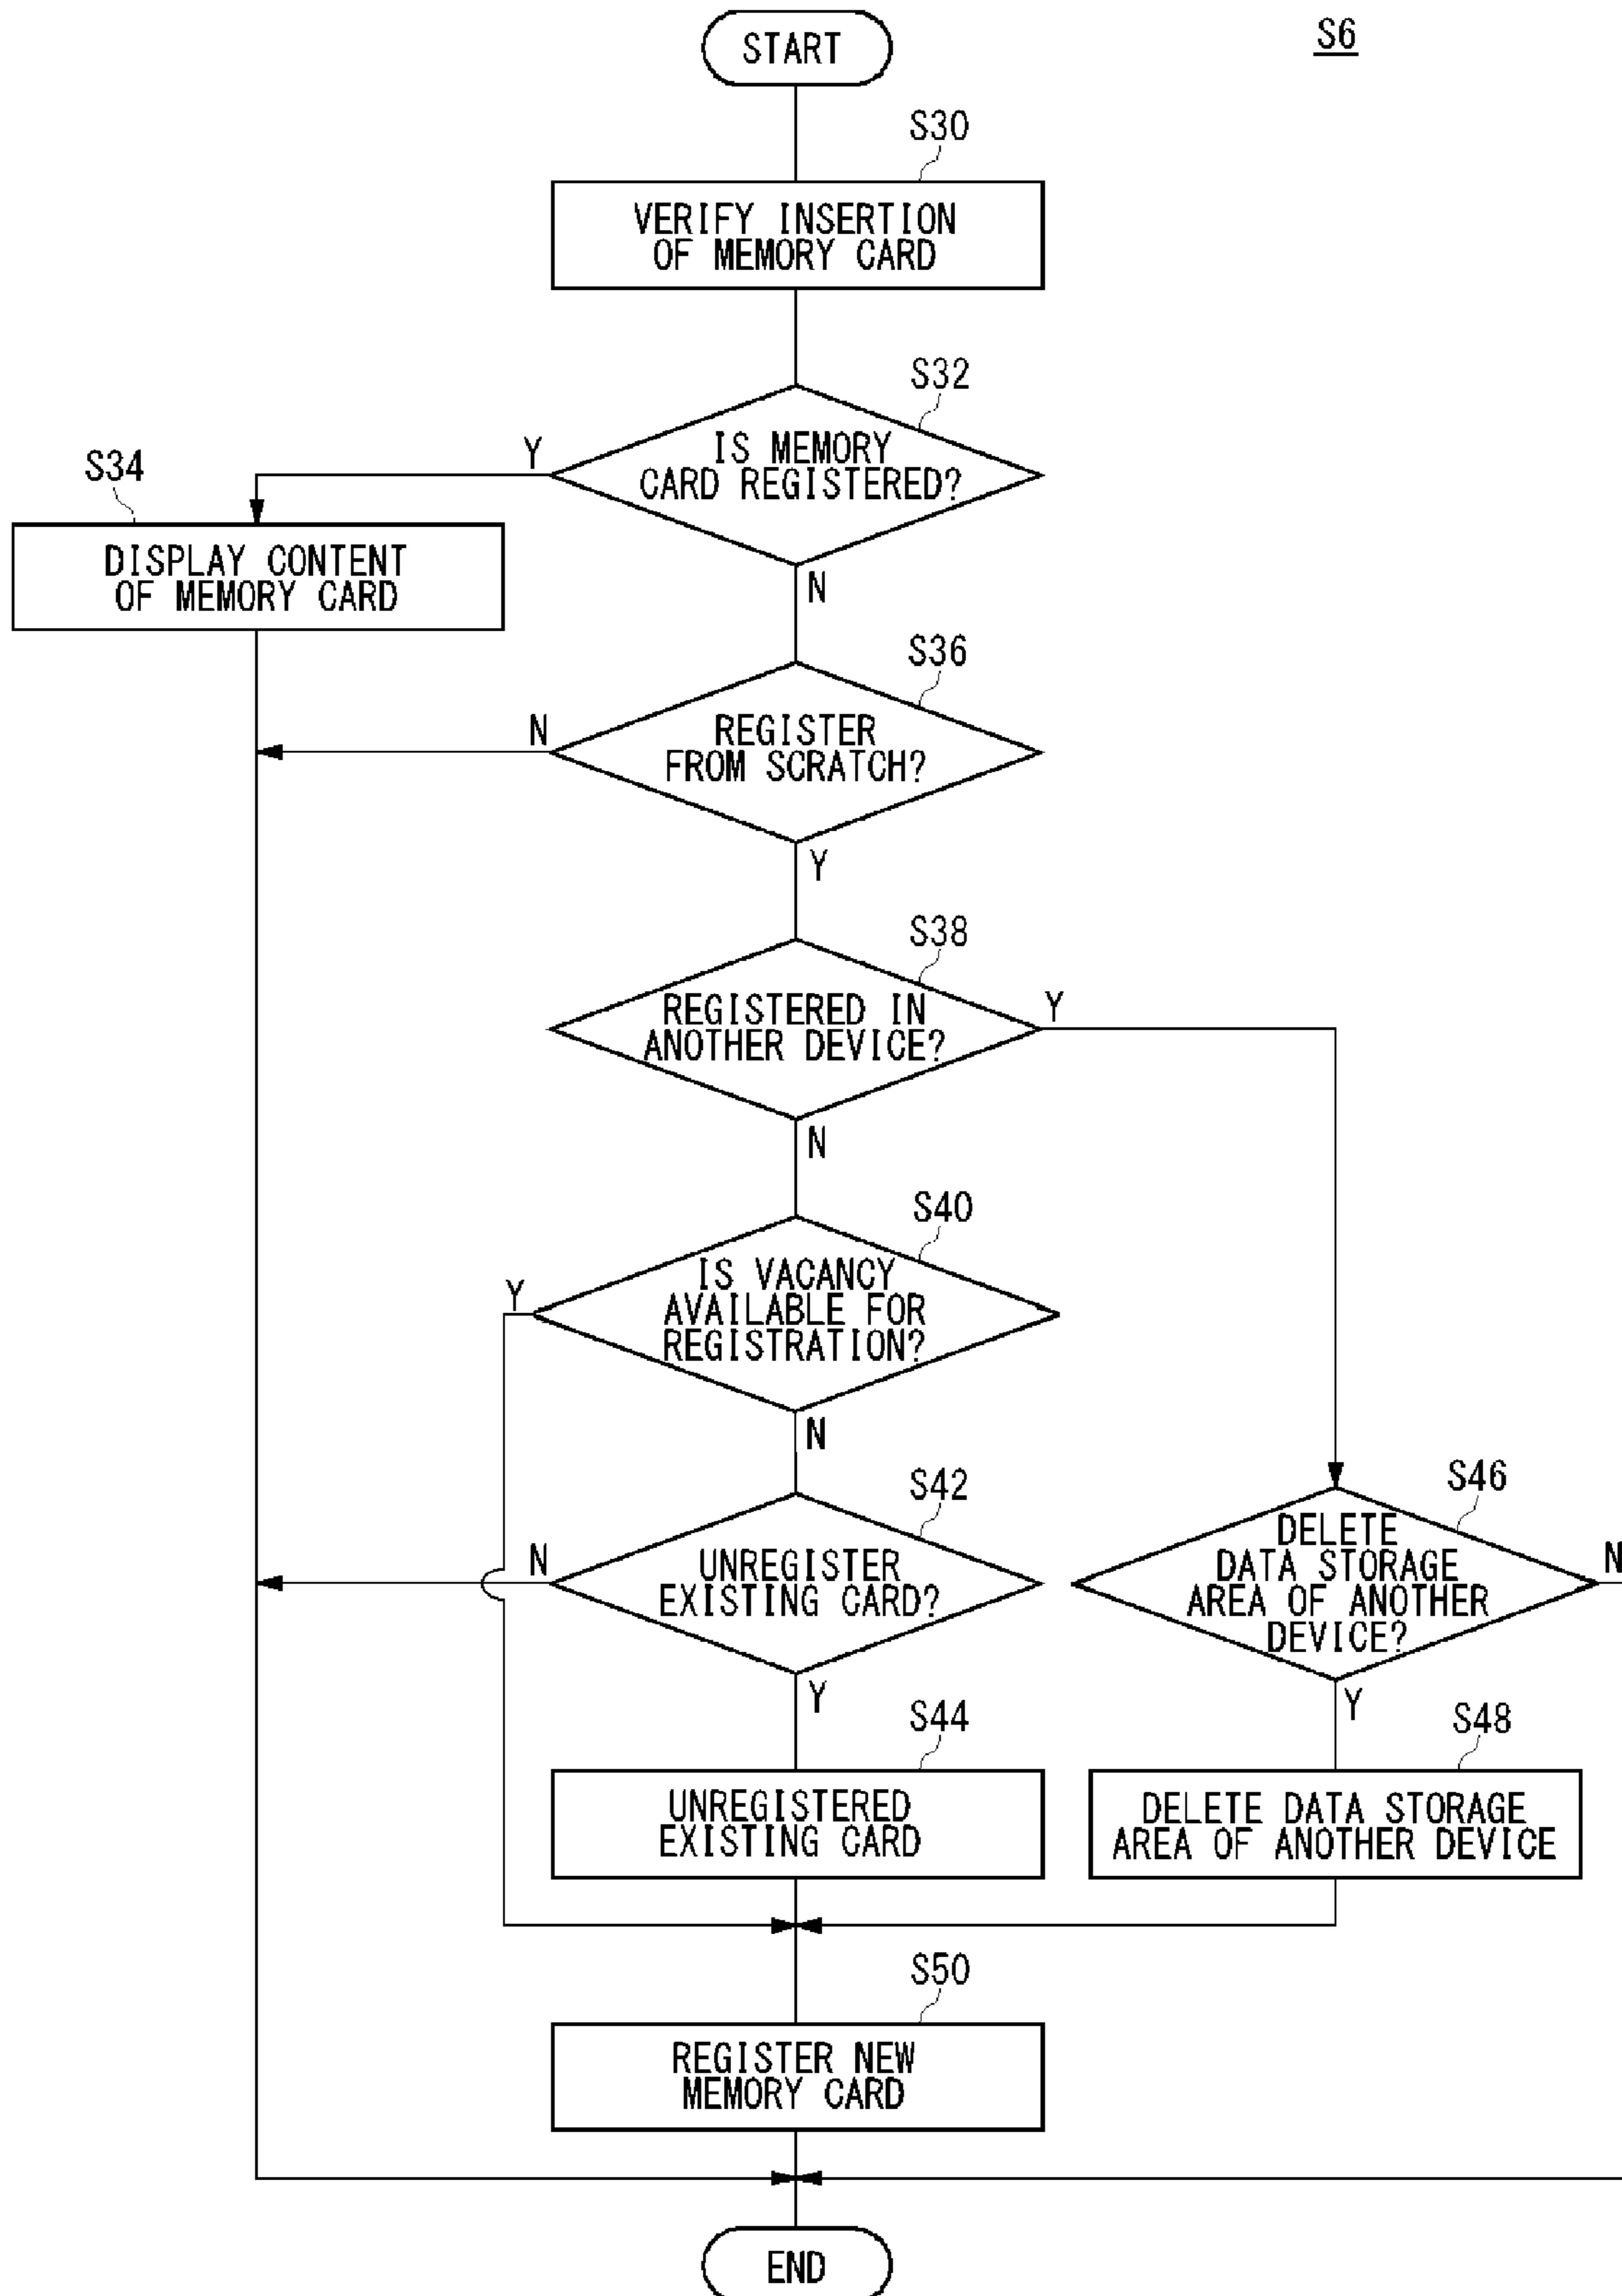 START
S6
S30
VERIFY INSERTION
OF MEMORY CARD
S32
IS MEMORY
CARD REGISTERED?
Y
N
S34
DISPLAY CONTENT
OF MEMORY CARD
S36
REGISTER
FROM SCRATCH?
N
Y
S38
REGISTERED IN
ANOTHER DEVICE?
Y
N
S40
IS VACANCY
AVAILABLE FOR
REGISTRATION?
Y
N
S42
UNREGISTER
EXISTING CARD?
N
Y
S46
DELETE
DATA STORAGE
AREA OF ANOTHER
DEVICE?
N
Y
S44
UNREGISTERED
EXISTING CARD
S48
DELETE DATA STORAGE
AREA OF ANOTHER DEVICE
S50
REGISTER NEW
MEMORY CARD
END